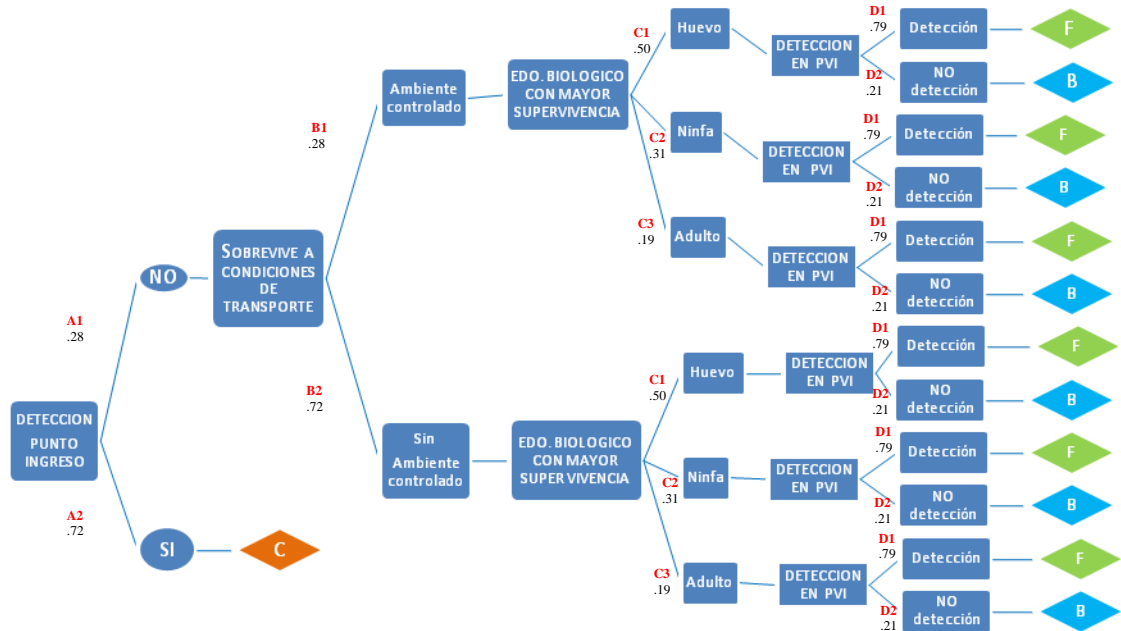 DETECCION
PUNTO
INGRESO
A1
.28
A2
.72
NO
SI
C
SOBREVIVE A
CONDICIONES
DE
TRANSPORTE
B1
.28
B2
.72
Ambiente
controlado
EDO. BIOLOGICO
CON MAYOR
SUPERVIVENCIA
C1
.50
C2
.31
C3
.19
Huevo
DETECCION
EN PVI
D1
.79
Detección
F
D2
.21
NO
detección
B
Ninfa
DETECCION
EN PVI
D1
.79
Detección
F
D2
.21
NO
detección
B
Adulto
DETECCION
EN PVI
D1
.79
Detección
F
D2
.21
NO
detección
B
Sin
Ambiente
controlado
EDO. BIOLOGICO
CON MAYOR
SUPERVIVENCIA
C1
.50
C2
.31
C3
.19
Huevo
DETECCION
EN PVI
D1
.79
Detección
F
D2
.21
NO
detección
B
Ninfa
DETECCION
EN PVI
D1
.79
Detección
F
D2
.21
NO
detección
B
Adulto
DETECCION
EN PVI
D1
.79
Detección
F
D2
.21
NO
detección
B